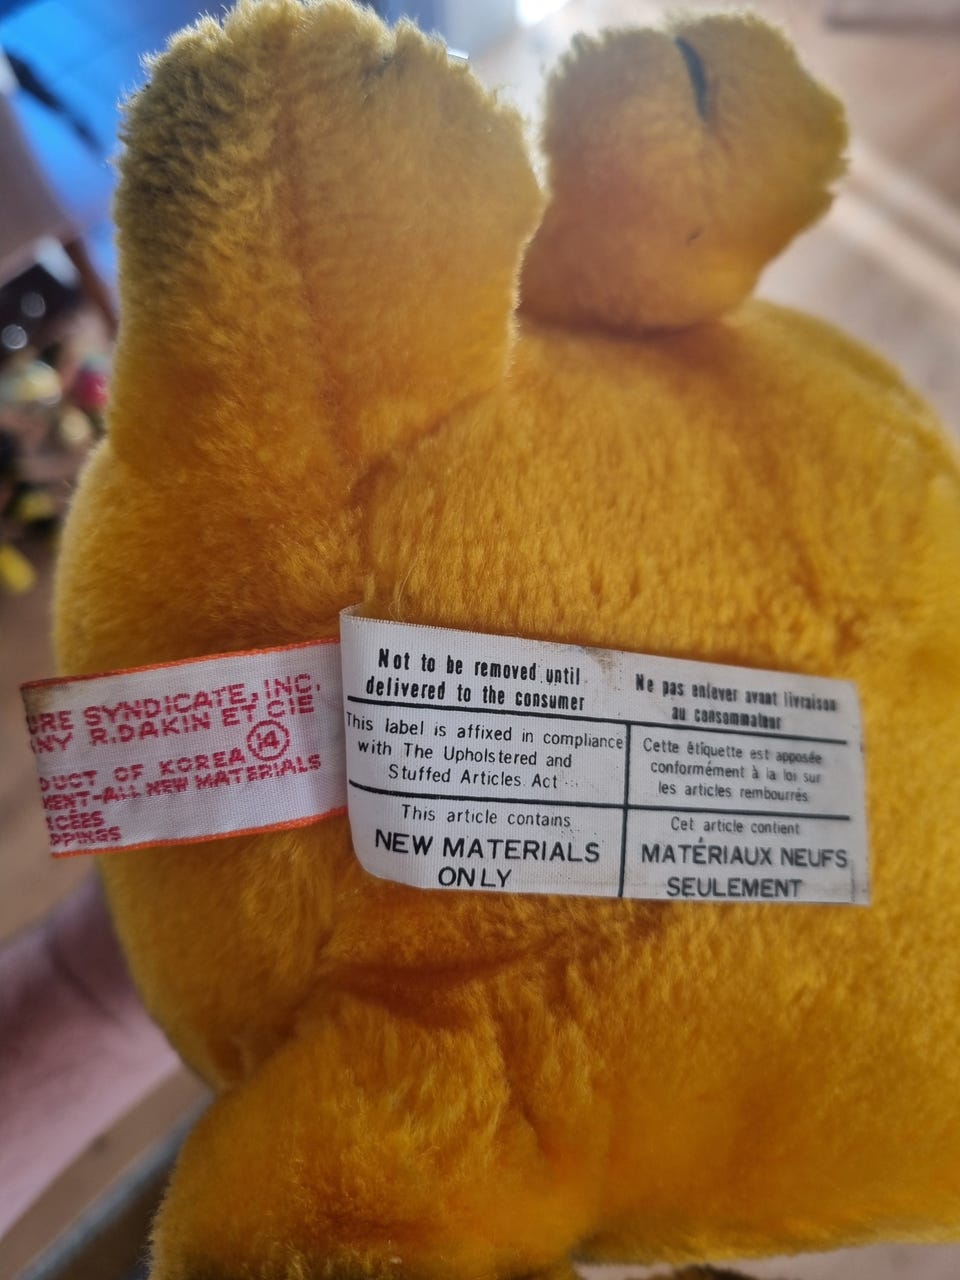 URE SYNDICATE, INC.
NY R.DAKIN ET CIE
DUCT OF KOREA 14
MENT-ALL NEW MATERIALS
CÉES
PPINGS
Not to be removed until
delivered to the consumer
This label is affixed in compliance
with The Upholstered and
Stuffed Articles Act
This article contains
NEW MATERIALS
ONLY
Ne pas enlever avant livraison
au consommateur
Cette étiquette est apposée
conformément à la loi sur
les articles rembourrés
Cet article contient
MATÉRIAUX NEUFS
SEULEMENT